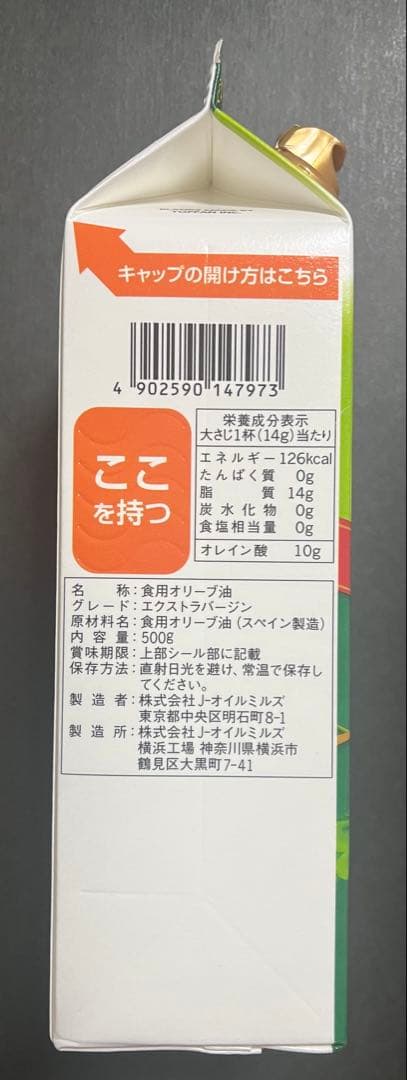 キャップの開け方はこちら
4 902590 147973
ここ
を持つ
栄養成分表示
大さじ1杯(14g)当たり
エネルギー 126kcal
たんぱく質 0g
脂質 14g
炭水化物 0g
食塩相当量 0g
オレイン酸 10g
名称:食用オリーブ油
グレード:エクストラバージン
原材料名:食用オリーブ油(スペイン製造)
内容量:500g
賞味期限:上部シール部に記載
保存方法:直射日光を避け、常温で保存し
てください。
製造者:株式会社J-オイルミルズ
東京都中央区明石町8-1
製造所:株式会社J-オイルミルズ
横浜工場 神奈川県横浜市
鶴見区大黒町7-41